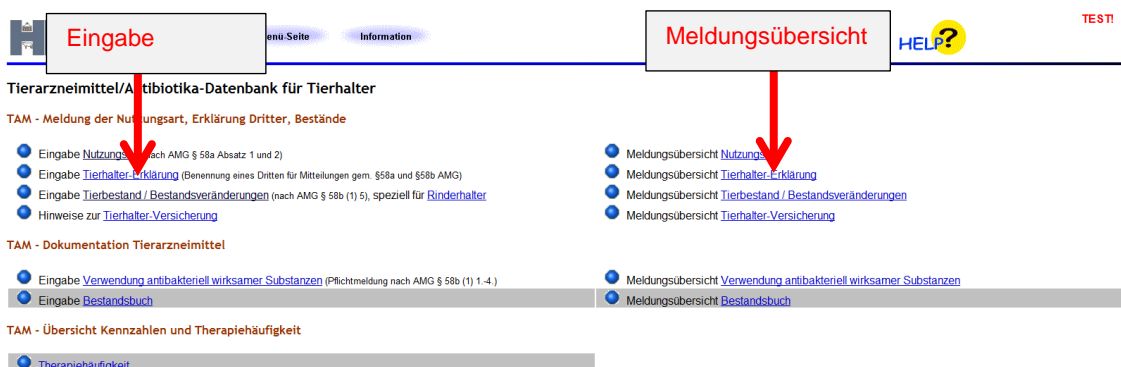 Eingabe
Menü-Seite
Information
Meldungsübersicht
HELP?
TEST!
Tierarzneimittel/Antibiotika-Datenbank für Tierhalter
TAM - Meldung der Nutzungsart, Erklärung Dritter, Bestände
Eingabe Nutzungs nach AMG § 58a Absatz 1 und 2)
Meldungsübersicht Nutzungs
Eingabe Tierhalter-Erklärung (Benennung eines Dritten für Mitteilungen gem. §58a und §58b AMG)
Meldungsübersicht Tierhalter-Erklärung
Eingabe Tierbestand / Bestandsveränderungen (nach AMG § 58b (1) 5), speziell für Rinderhalter
Meldungsübersicht Tierbestand / Bestandsveränderungen
Hinweise zur Tierhalter-Versicherung
Meldungsübersicht Tierhalter-Versicherung
TAM - Dokumentation Tierarzneimittel
Eingabe Verwendung antibakteriell wirksamer Substanzen (Pflichtmeldung nach AMG § 58b (1) 1.-4.)
Meldungsübersicht Verwendung antibakteriell wirksamer Substanzen
Eingabe Bestandsbuch
Meldungsübersicht Bestandsbuch
TAM - Übersicht Kennzahlen und Therapiehäufigkeit
Therapiehäufigkeit